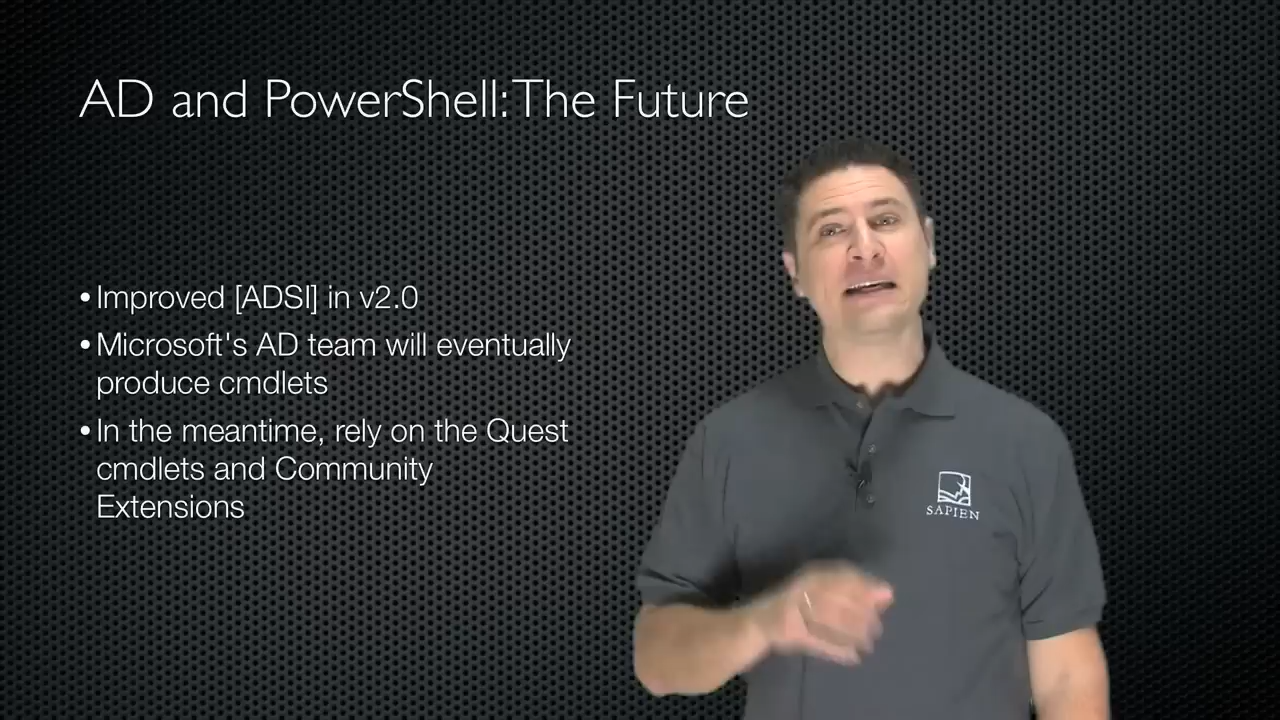 AD and PowerShell: The Future
• Improved [ADSI] in v2.0
• Microsoft's AD team will eventually
produce cmdlets
• In the meantime, rely on the Quest
cmdlets and Community
Extensions
SAPIEN